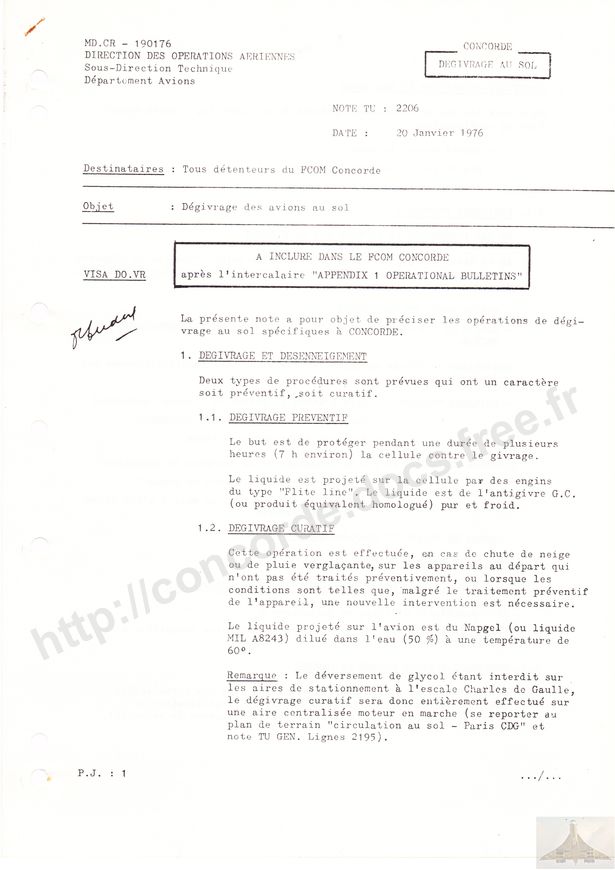 MD.CR - 190176
DIRECTION DES OPERATIONS AERIENNES
Sous-Direction Technique
Département Avions
CONCORDE
DEGIVRAGE AU SOL
NOTE TU : 2206
DATE : 20 Janvier 1976
Destinataires : Tous détenteurs du FCOM Concorde
Objet : Dégivrage des avions au sol
A INCLURE DANS LE FCOM CONCORDE
après l'intercalaire "APPENDIX 1 OPERATIONAL BULLETINS"
VISA DO.VR
La présente note a pour objet de préciser les opérations de dégi-
vrage au sol spécifiques à CONCORDE.
1. DEGIVRAGE ET DESENNEIGEMENT
Deux types de procédures sont prévues qui ont un caractère
soit préventif, soit curatif.
1.1. DEGIVRAGE PREVENTIF
Le but est de protéger pendant une durée de plusieurs
heures (7 h environ) la cellule contre le givrage.
Le liquide est projeté sur la cellule par des engins
du type "Flite line". Le liquide est de l'antigivre G.C.
(ou produit équivalent homologué) pur et froid.
1.2. DEGIVRAGE CURATIF
Cette opération est effectuée, en cas de chute de neige
ou de pluie verglaçante, sur les appareils au départ qui
n'ont pas été traités préventivement, ou lorsque les
conditions sont telles que, malgré le traitement préventif
de l'appareil, une nouvelle intervention est nécessaire.
Le liquide projeté sur l'avion est du Napgel (ou liquide
MIL A8243) dilué dans l'eau (50 %) à une température de
60°.
Remarque : Le déversement de glycol étant interdit sur
les aires de stationnement à l'escale Charles de Gaulle,
le dégivrage curatif sera donc entièrement effectué sur
une aire centralisée moteur en marche (se reporter au
plan de terrain "circulation au sol - Paris CDG" et
note TU GEN. Lignes 2195).
P.J. : 1
.../...
http://concorde.docs.free.fr